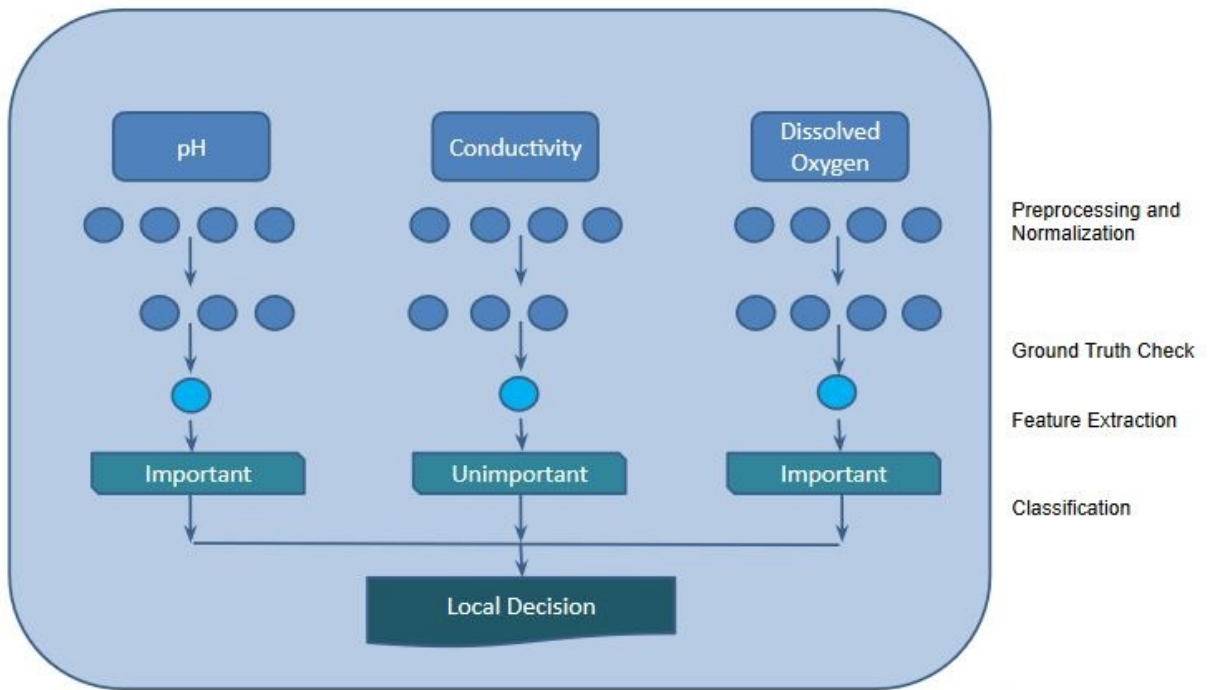 pH
Conductivity
Dissolved
Oxygen
Preprocessing and
Normalization
Ground Truth Check
Feature Extraction
Important
Unimportant
Important
Classification
Local Decision